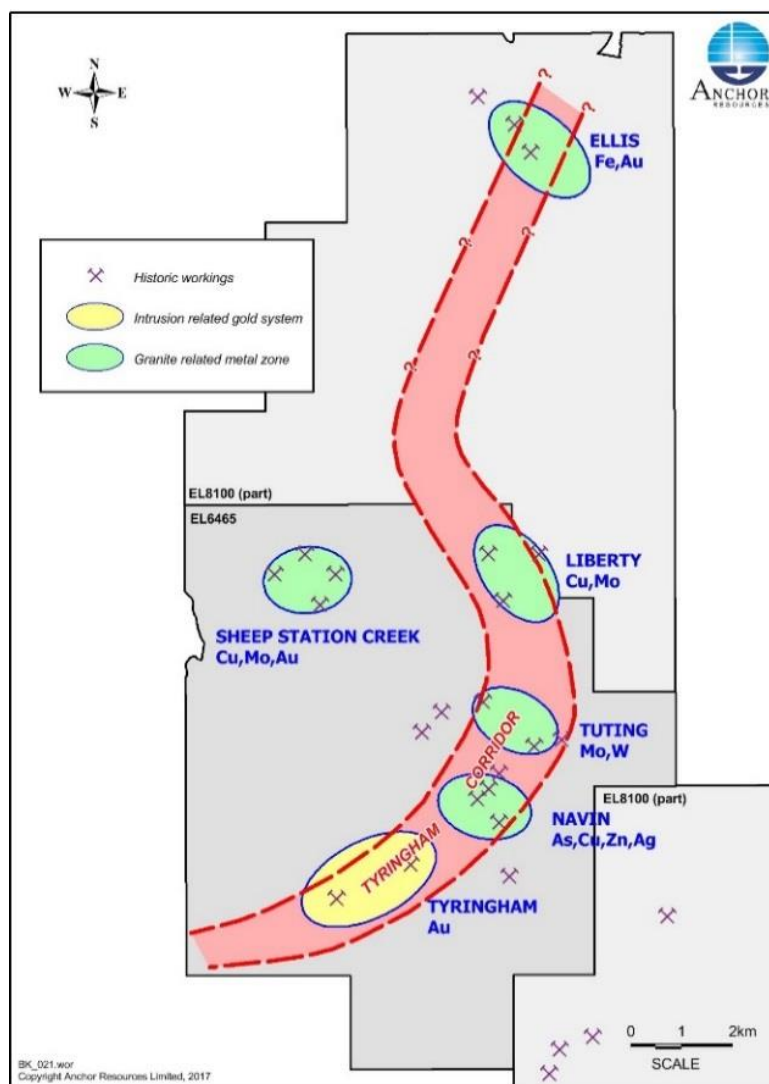 N
W E
S
ANCHOR
RESOURCES
?
?
ELLIS
Fe,Au
?
?
Historic workings
Intrusion related gold system
Granite related metal zone
?
?
EL8100 (part)
EL6465
LIBERTY
Cu,Mo
SHEEP STATION CREEK
Cu,Mo,Au
TUTING
Mo,W
CORRIDOR
EL8100 (part)
NAVIN
As,Cu,Zn,Ag
TYRINGHAM
TYRINGHAM
Au
0 1 2km
SCALE
BK_021.wor
Copyright Anchor Resources Limited, 2017